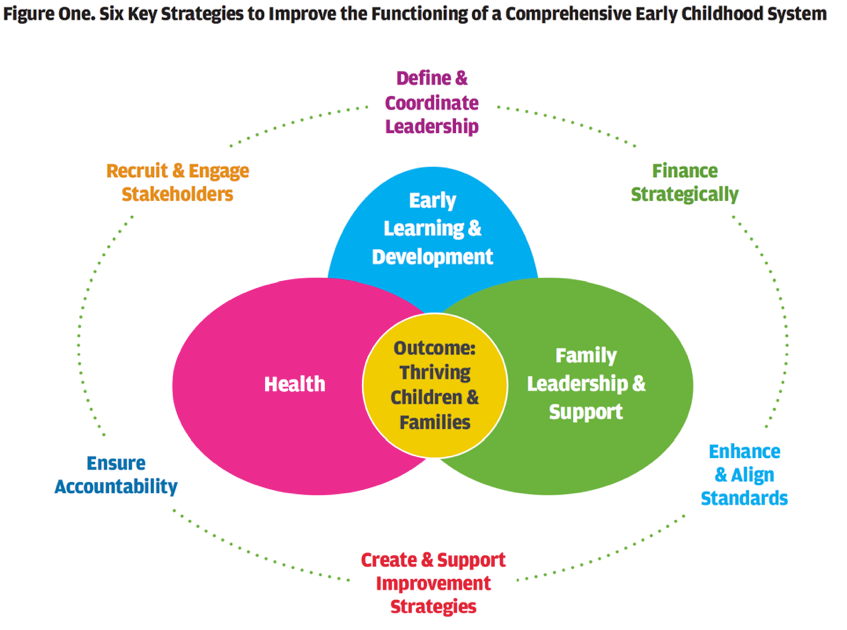 Figure One. Six Key Strategies to Improve the Functioning of a Comprehensive Early Childhood System
Define &
Coordinate
Leadership
Recruit & Engage
Stakeholders
Finance
Strategically
Early
Learning &
Development
Health
Outcome:
Thriving
Children &
Families
Family
Leadership &
Support
Ensure
Accountability
Enhance
& Align
Standards
Create & Support
Improvement
Strategies